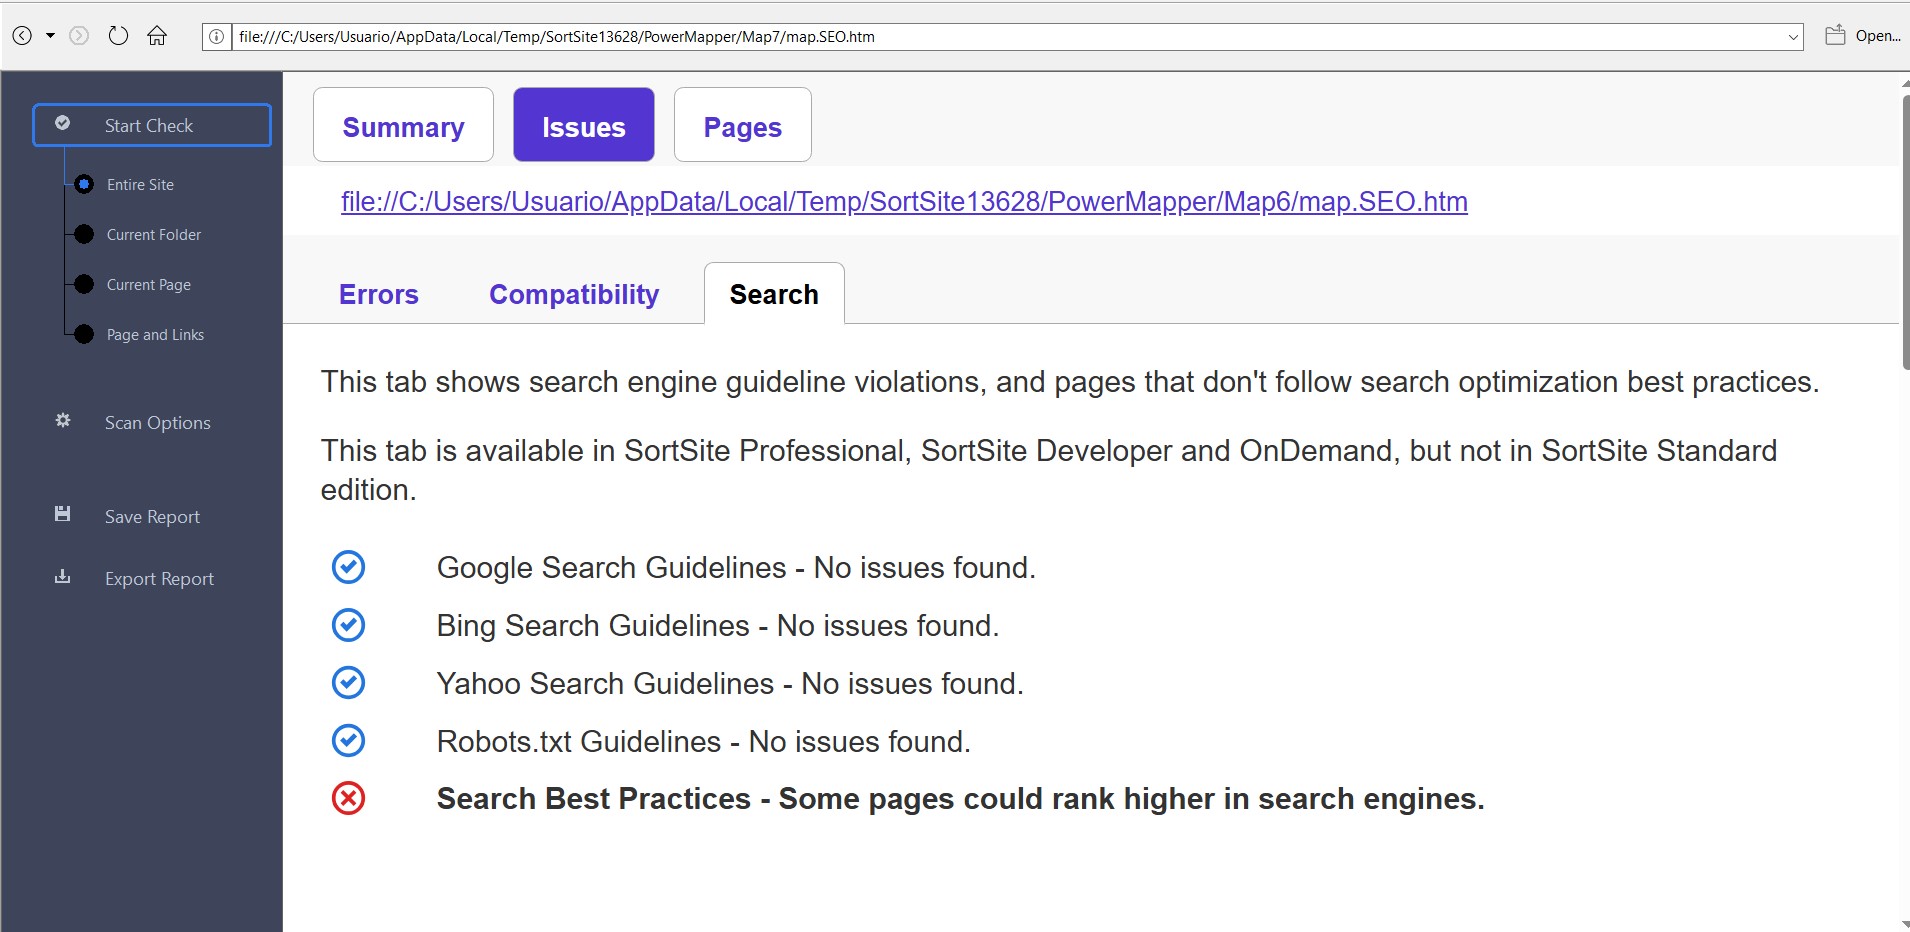 file:///C:/Users/Usuario/AppData/Local/Temp/SortSite13628/PowerMapper/Map7/map.SEO.htm
Open...
Start Check
Entire Site
Current Folder
Current Page
Page and Links
Scan Options
Save Report
Export Report
Summary
Issues
Pages
file://C:/Users/Usuario/AppData/Local/Temp/SortSite13628/PowerMapper/Map6/map.SEO.htm
Errors
Compatibility
Search
This tab shows search engine guideline violations, and pages that don't follow search optimization best practices.
This tab is available in SortSite Professional, SortSite Developer and OnDemand, but not in SortSite Standard
edition.
Google Search Guidelines - No issues found.
Bing Search Guidelines - No issues found.
Yahoo Search Guidelines - No issues found.
Robots.txt Guidelines - No issues found.
Search Best Practices - Some pages could rank higher in search engines.